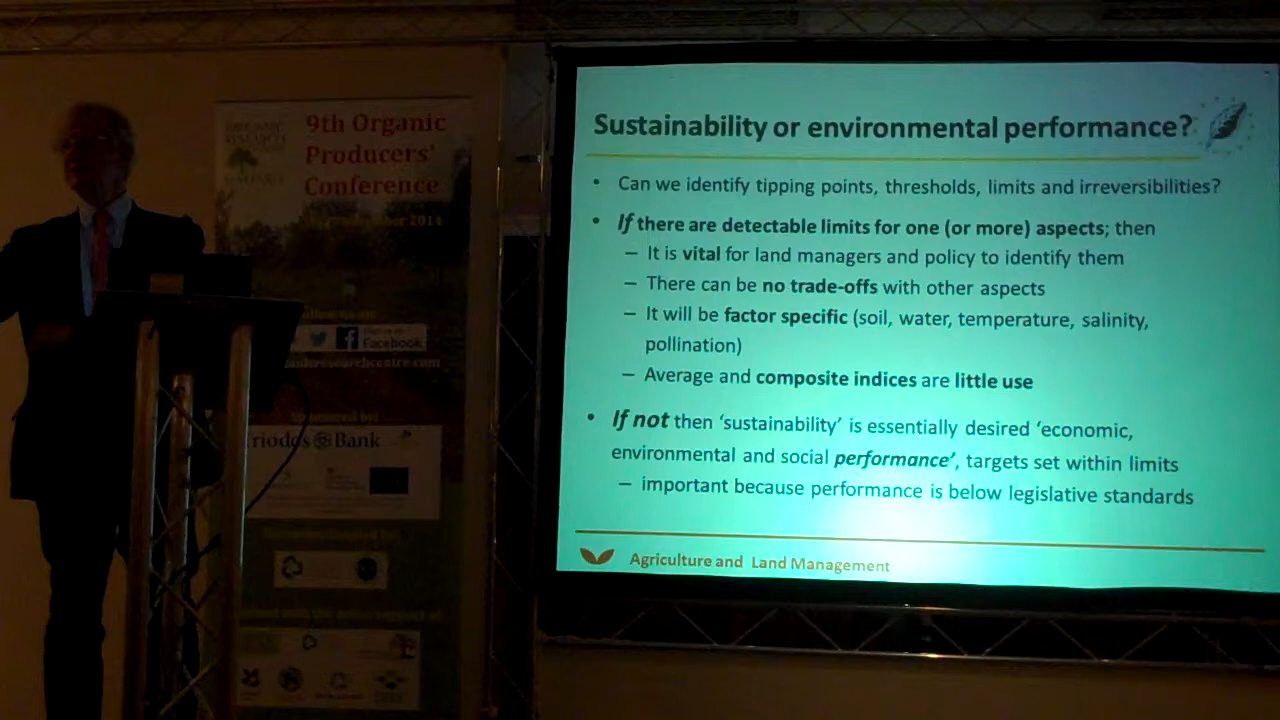 9th Organic
Producers'
Conference
Facebook
Triodos Bank
Sustainability or environmental performance?
• Can we identify tipping points, thresholds, limits and irreversibilities?
• If there are detectable limits for one (or more) aspects; then
– It is vital for land managers and policy to identify them
– There can be no trade-offs with other aspects
– It will be factor specific (soil, water, temperature, salinity,
pollination)
– Average and composite indices are little use
• If not then ‘sustainability’ is essentially desired ‘economic,
environmental and social performance’, targets set within limits
– important because performance is below legislative standards
Agriculture and Land Management